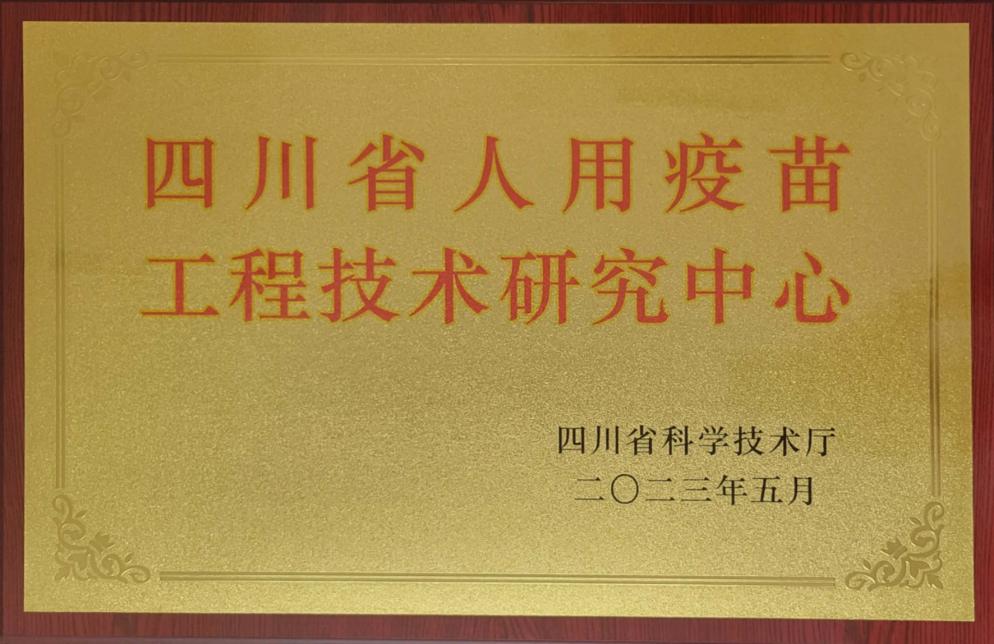 四川省人用疫苗
工程技术研究中心
四川省科学技术厅
二〇二三年五月